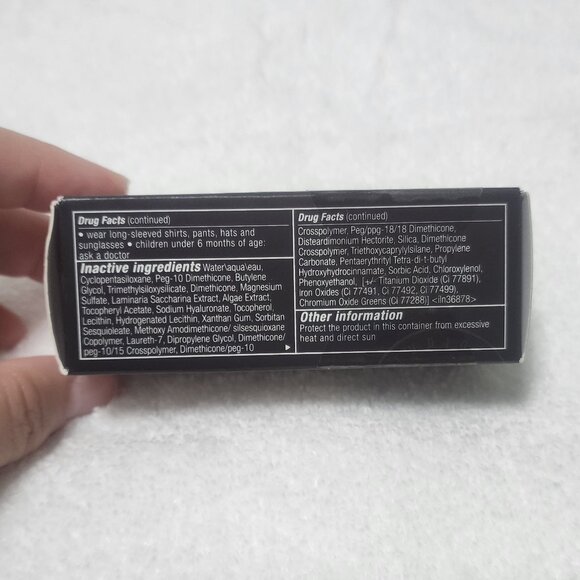 Drug Facts (continued)
• wear long-sleeved shirts, pants, hats and
sunglasses • children under 6 months of age:
ask a doctor
Inactive ingredients Water\aqua\eau,
Cyclopentasiloxane, Peg-10 Dimethicone, Butylene
Glycol, Trimethylsiloxysilicate, Dimethicone, Magnesium
Sulfate, Laminaria Saccharina Extract, Algae Extract,
Tocopheryl Acetate, Sodium Hyaluronate, Tocopherol,
Lecithin, Hydrogenated Lecithin, Xanthan Gum, Sorbitan
Sesquioleate, Methoxy Amodimethicone/ silsesquioxane
Copolymer, Laureth-7, Dipropylene Glycol, Dimethicone/
peg-10/15 Crosspolymer, Dimethicone/peg-10
Drug Facts (continued)
Crosspolymer, Peg/ppg-18/18 Dimethicone,
Disteardimonium Hectorite, Silica, Dimethicone
Crosspolymer, Triethoxycaprylylsilane, Propylene
Carbonate, Pentaerythrityl Tetra-di-t-butyl
Hydroxyhydrocinnamate, Sorbic Acid, Chloroxylenol,
Phenoxyethanol, [+/- Titanium Dioxide (Ci 77891),
Iron Oxides (Ci 77491, Ci 77492, Ci 77499),
Chromium Oxide Greens (Ci 77288)] <iln36878>
Other information
Protect the product in this container from excessive
heat and direct sun